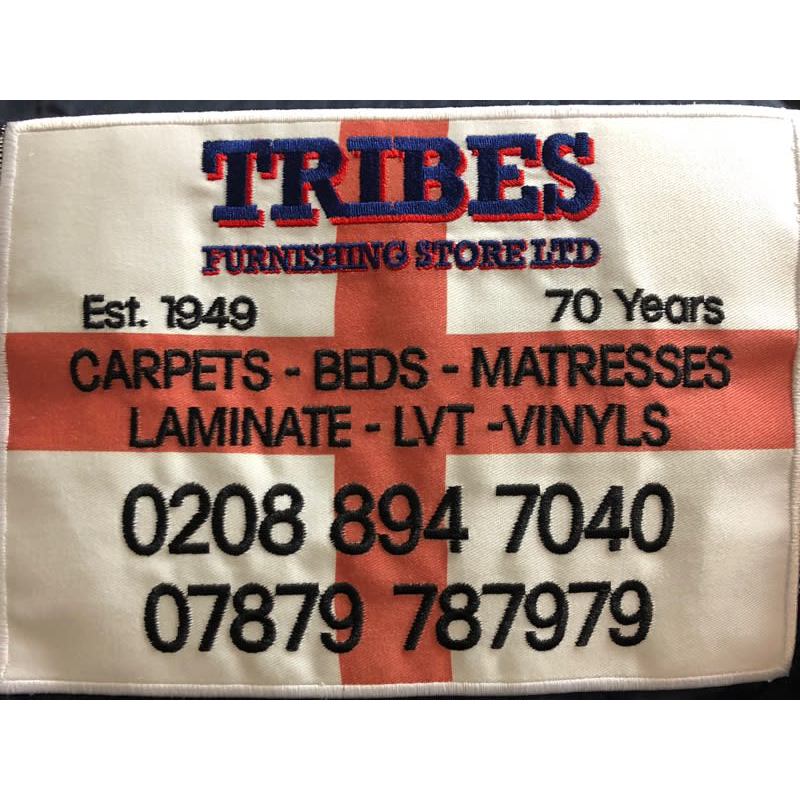 TRIBES
FURNISHING STORE LTD
Est. 1949 70 Years
CARPETS - BEDS - MATRESSES
LAMINATE - LVT -VINYLS
0208 894 7040
07879 787979